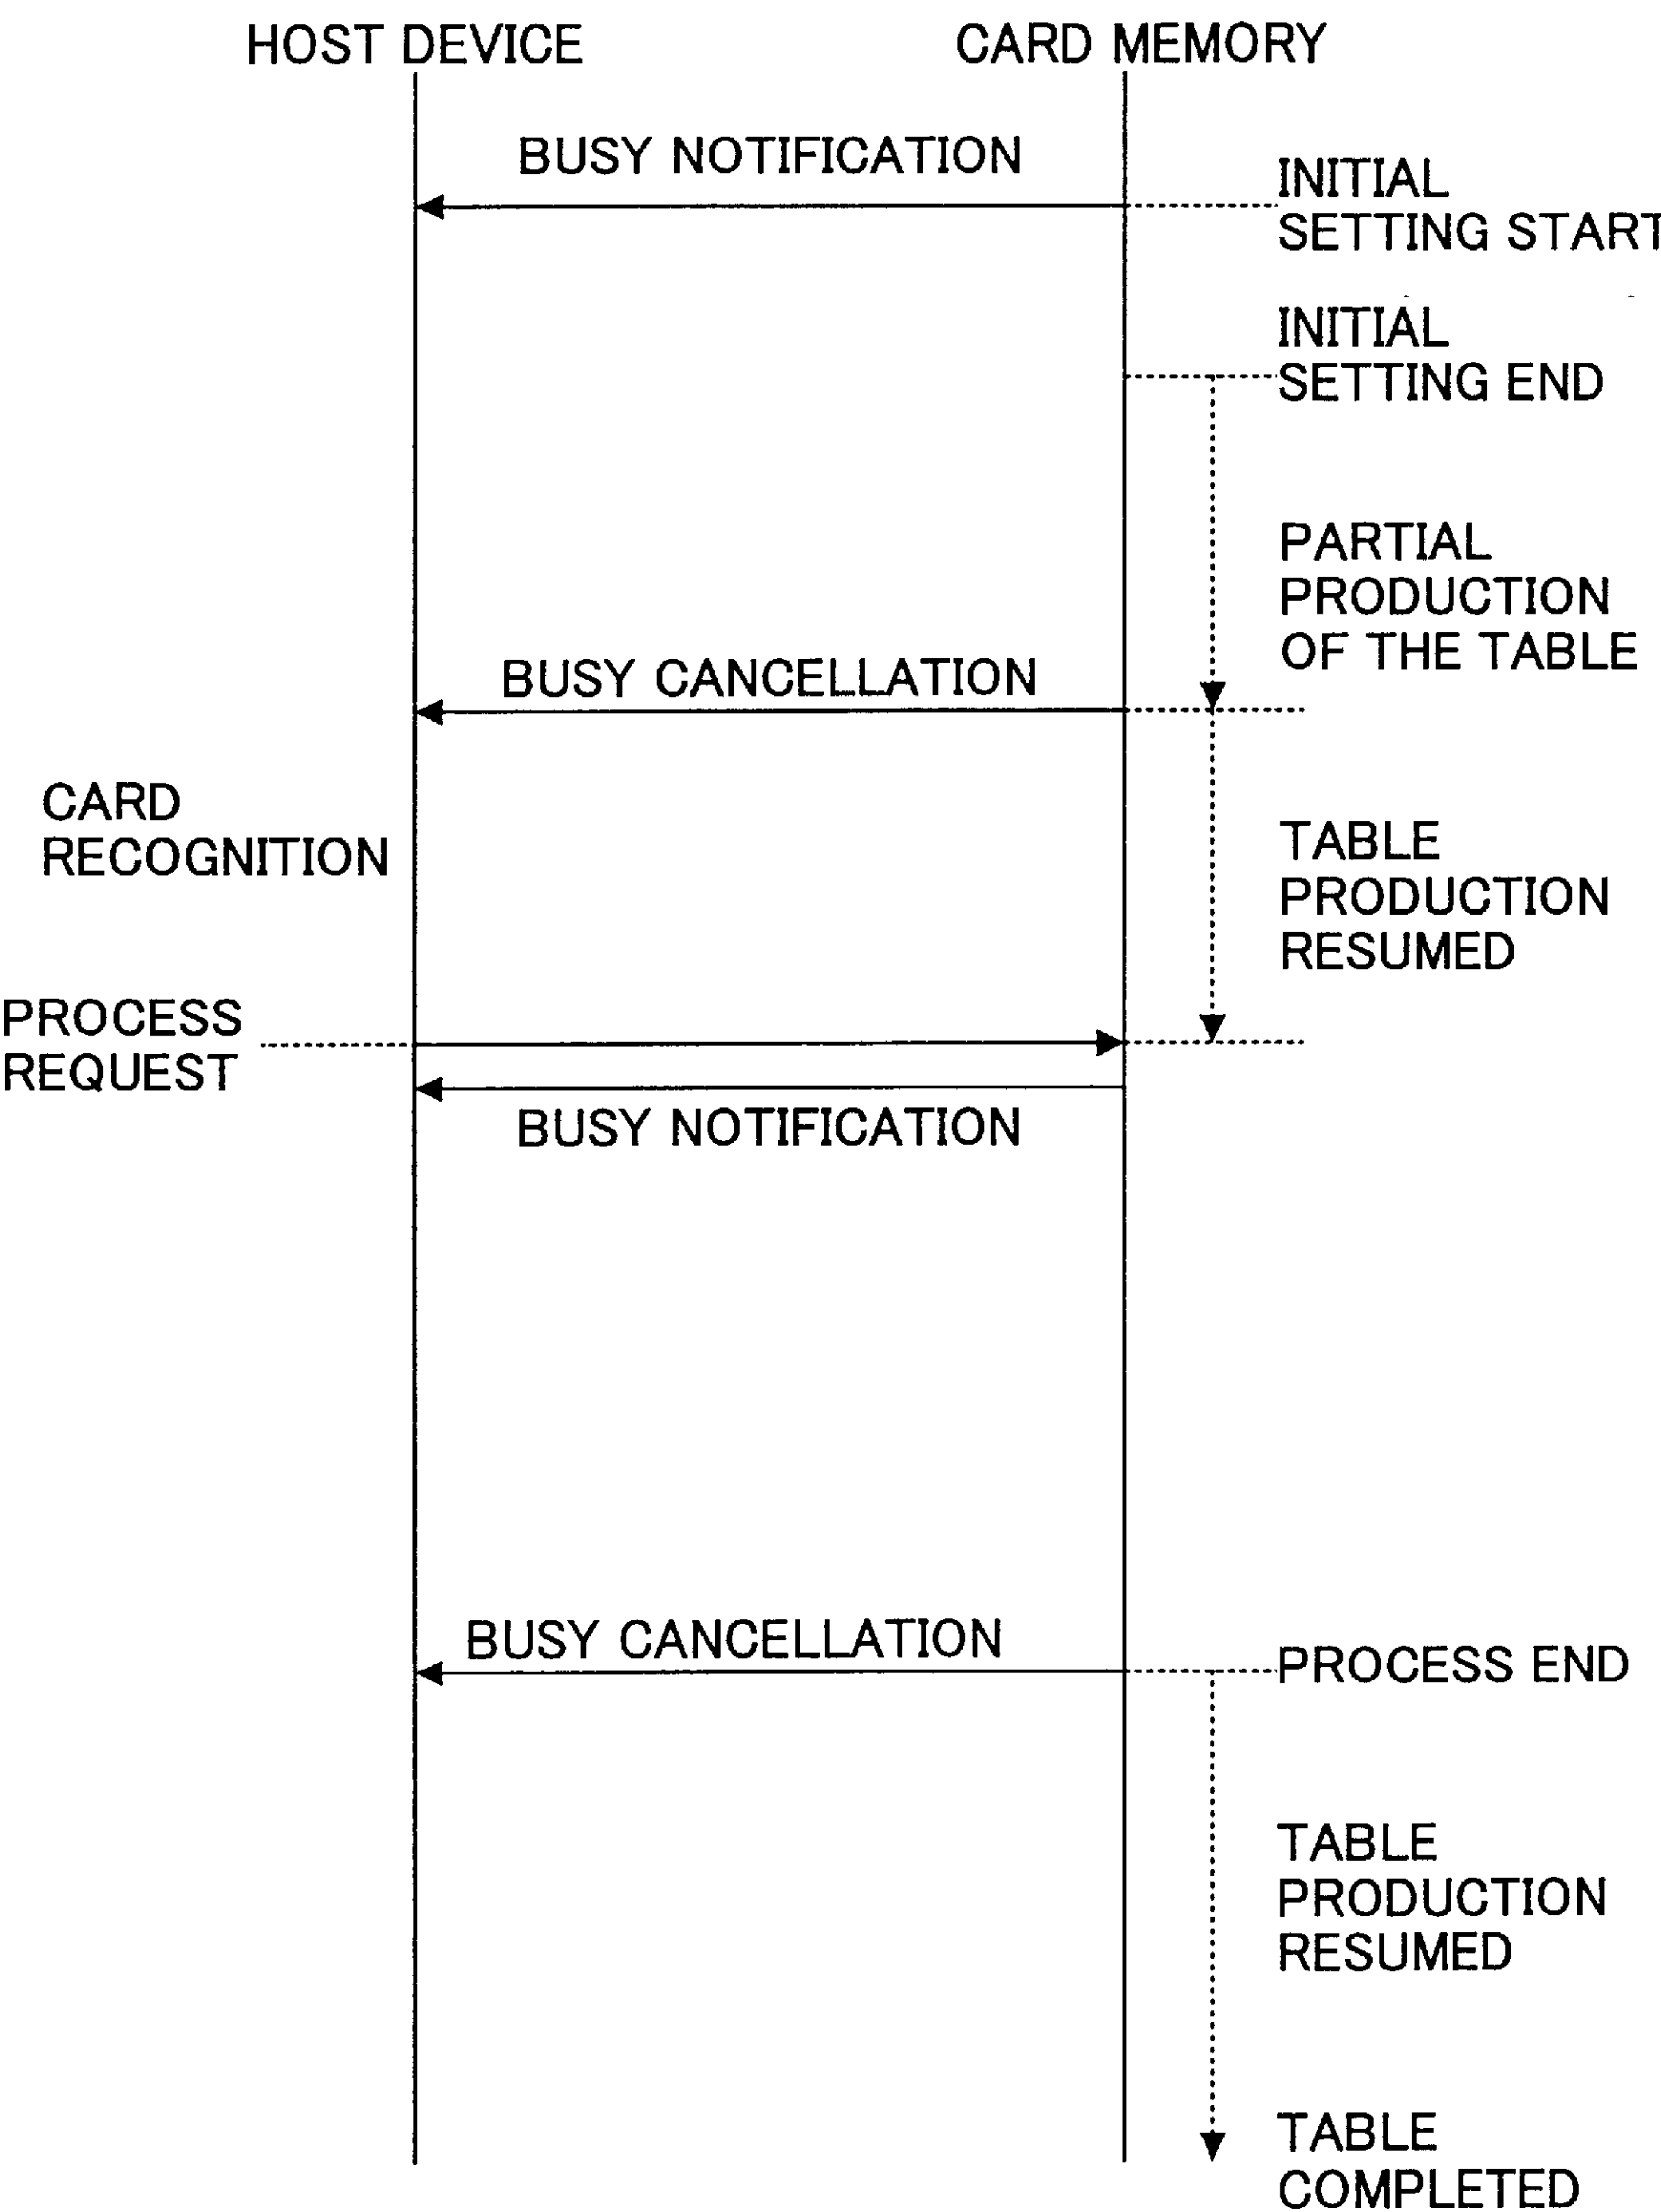 HOST DEVICE
CARD MEMORY
BUSY NOTIFICATION
INITIAL
SETTING START
INITIAL
SETTING END
PARTIAL
PRODUCTION
OF THE TABLE
BUSY CANCELLATION
CARD
RECOGNITION
TABLE
PRODUCTION
RESUMED
PROCESS
REQUEST
BUSY NOTIFICATION
BUSY CANCELLATION
PROCESS END
TABLE
PRODUCTION
RESUMED
TABLE
COMPLETED